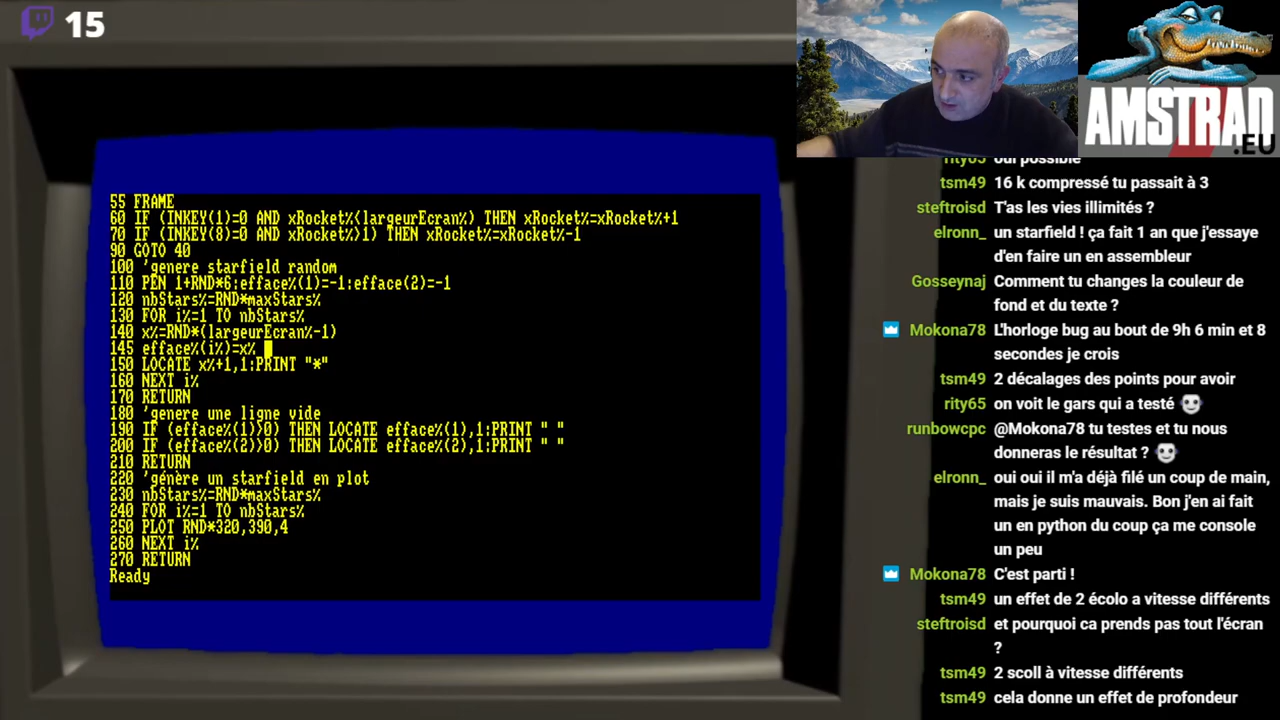 15
AMSTRAD
.EU
55 FRAME
60 IF (INKEY(1)=0 AND xRocket%<largeurEcran%) THEN xRocket%=xRocket%+1
70 IF (INKEY(8)=0 AND xRocket%>1) THEN xRocket%=xRocket%-1
90 GOTO 40
100 'genere starfield random
110 PEN 1+RND*6:efface%(1)=-1:efface(2)=-1
120 nbStars%=RND*maxStars%
130 FOR i%=1 TO nbStars%
140 x%=RND*(largeurEcran%-1)
145 efface%(i%)=x%
150 LOCATE x%+1,1:PRINT "*"
160 NEXT i%
170 RETURN
180 'genere une ligne vide
190 IF (efface%(1)>0) THEN LOCATE efface%(1),1:PRINT " "
200 IF (efface%(2)>0) THEN LOCATE efface%(2),1:PRINT " "
210 RETURN
220 'génère un starfield en plot
230 nbStars%=RND*maxStars%
240 FOR i%=1 TO nbStars%
250 PLOT RND*320,390,4
260 NEXT i%
270 RETURN
Ready
rity65 oui possible
tsm49 16 k compressé tu passait à 3
steftroisd T'as les vies illimités ?
elronn_ un starfield ! ça fait 1 an que j'essaye
d'en faire un en assembleur
Gosseynaj Comment tu changes la couleur de
fond et du texte ?
Mokona78 L'horloge bug au bout de 9h 6 min et 8
secondes je crois
tsm49 2 décalages des points pour avoir
rity65 on voit le gars qui a testé
runbowcpc @Mokona78 tu testes et tu nous
donneras le résultat ?
elronn_ oui oui il m'a déjà filé un coup de main,
mais je suis mauvais. Bon j'en ai fait
un en python du coup ça me console
un peu
Mokona78 C'est parti !
tsm49 un effet de 2 écolo a vitesse différents
steftroisd et pourquoi ca prends pas tout l'écran
?
tsm49 2 scoll à vitesse différents
tsm49 cela donne un effet de profondeur